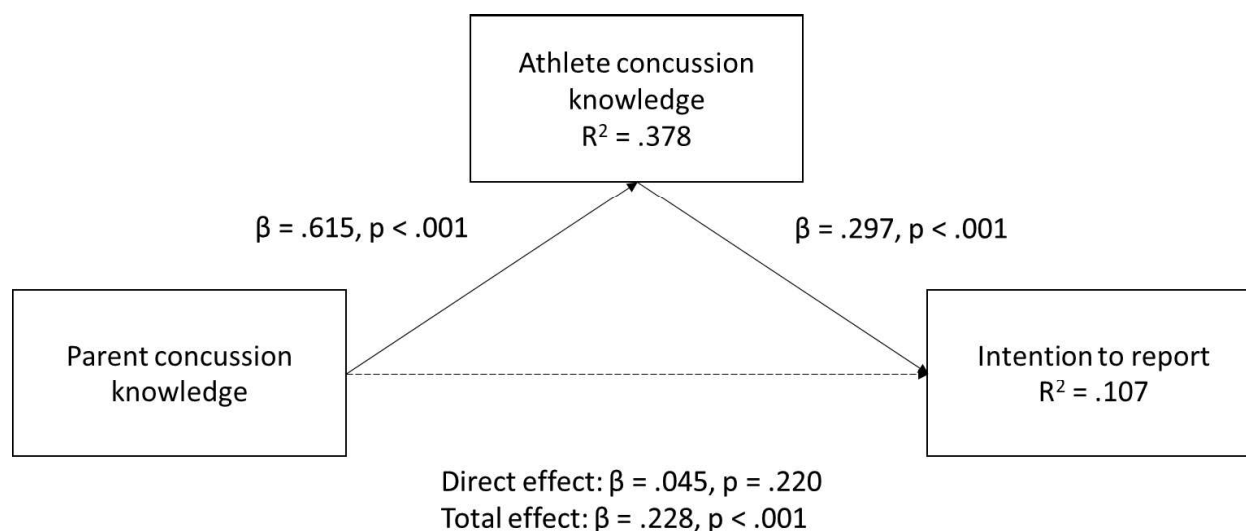 Athlete concussion
knowledge
R² = .378
β = .615, p < .001
β = .297, p < .001
Parent concussion
knowledge
Intention to report
R² = .107
Direct effect: β = .045, p = .220
Total effect: β = .228, p < .001